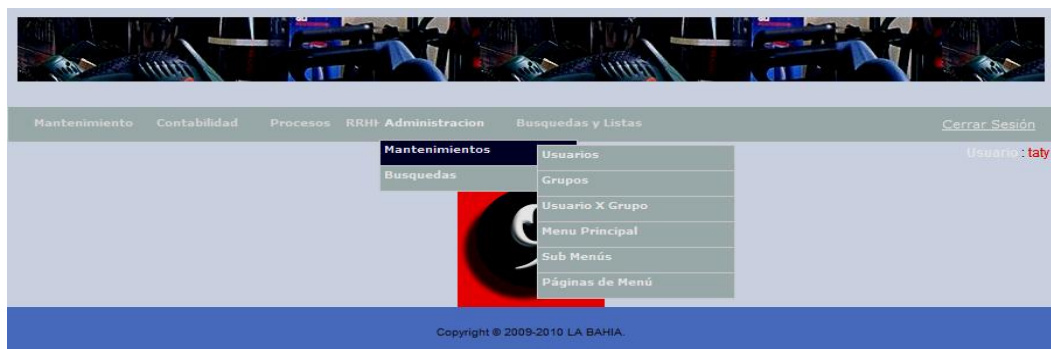 Mantenimiento Contabilidad Procesos RRHH Administracion Busquedas y Listas Cerrar Sesión
Usuario : taty
Mantenimientos
Busquedas
Usuarios
Grupos
Usuario X Grupo
Menu Principal
Sub Menús
Páginas de Menú
Copyright © 2009-2010 LA BAHIA.